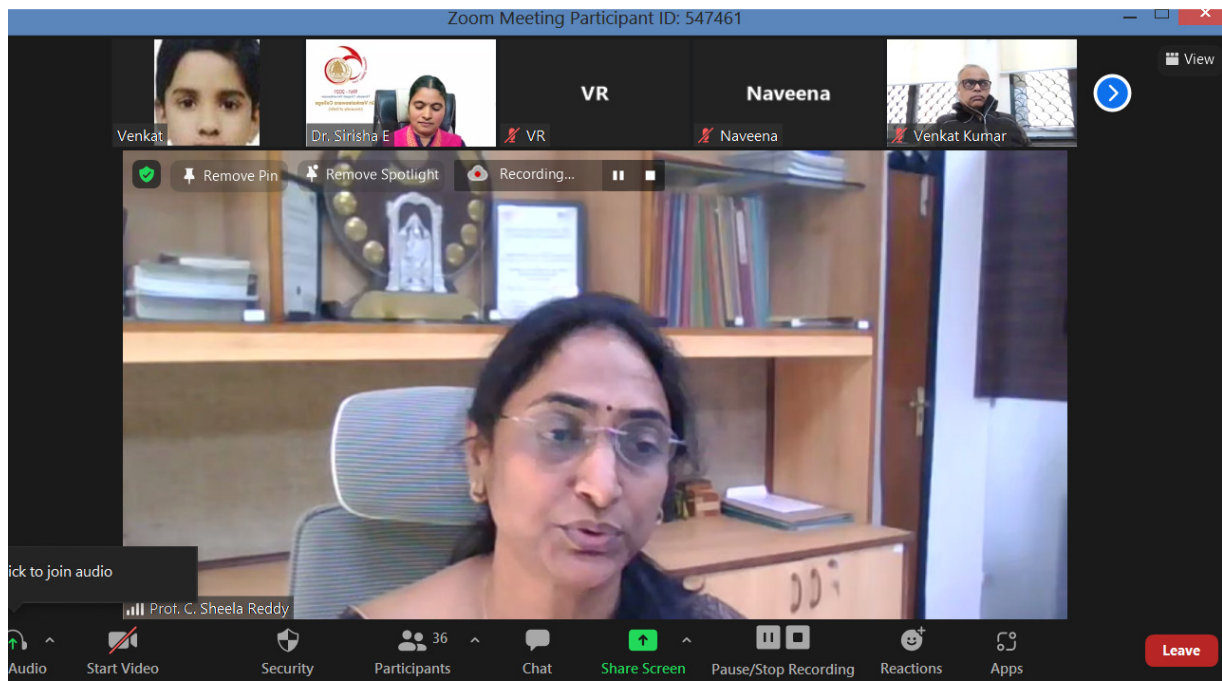 Zoom Meeting Participant ID: 547461
View
VR
Naveena
Venkat
Dr. Sirisha E
VR
Naveena
Venkat Kumar
Remove Pin
Remove Spotlight
Recording...
ick to join audio
Prof. C. Sheela Reddy
36
Audio
Start Video
Security
Participants
Chat
Share Screen
Pause/Stop Recording
Reactions
Apps
Leave